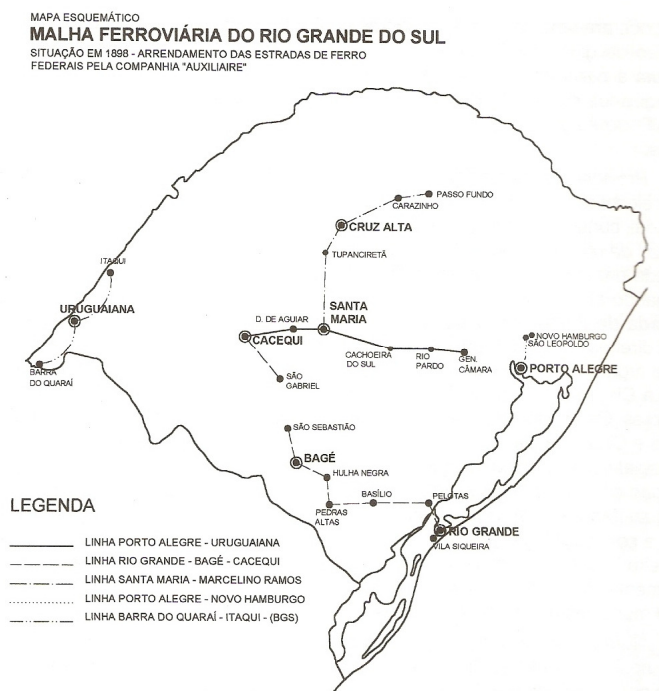 MAPA ESQUEMÁTICO
MALHA FERROVIÁRIA DO RIO GRANDE DO SUL
SITUAÇÃO EM 1898 - ARRENDAMENTO DAS ESTRADAS DE FERRO
FEDERAIS PELA COMPANHIA "AUXILIAIRE"
PASSO FUNDO
CARAZINHO
CRUZ ALTA
TUPANCIRETÃ
ITAQUI
URUGUAIANA
SANTA
MARIA
D. DE AGUIAR
CACEQUI
CACHOEIRA
DO SUL
RIO
PARDO
GEN.
CÂMARA
NOVO HAMBURGO
SÃO LEOPOLDO
PORTO ALEGRE
BARRA
DO QUARAÍ
SÃO
GABRIEL
SÃO SEBASTIÃO
BAGÉ
HULHA NEGRA
PEDRAS
ALTAS
BASÍLIO
PELOTAS
RIO GRANDE
VILA SIQUEIRA
LEGENDA
LINHA PORTO ALEGRE - URUGUAIANA
LINHA RIO GRANDE - BAGÉ - CACEQUI
LINHA SANTA MARIA - MARCELINO RAMOS
LINHA PORTO ALEGRE - NOVO HAMBURGO
LINHA BARRA DO QUARAÍ - ITAQUI - (BGS)